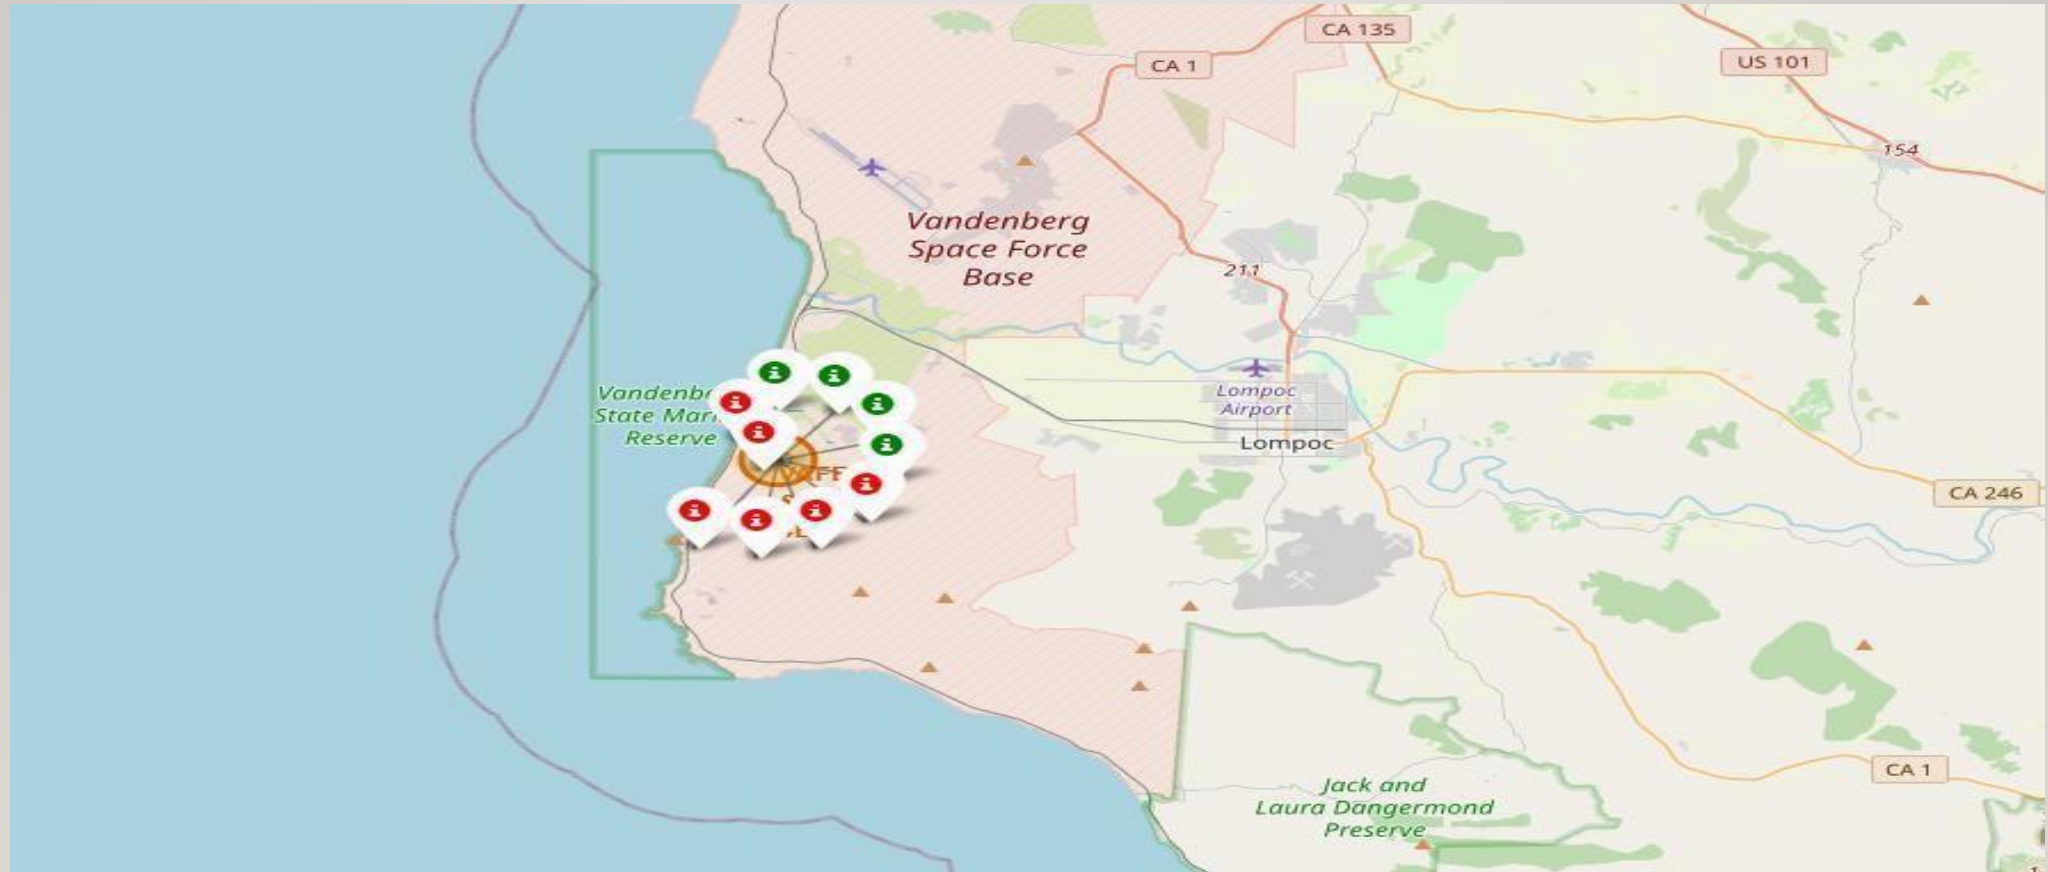 CA 135
CA 1
US 101
154
Vandenberg
Space Force
Base
211
Lompoc
Airport
Lompoc
State
Reserve
CA 246
CA 1
Jack and
Laura Dangermond
Preserve